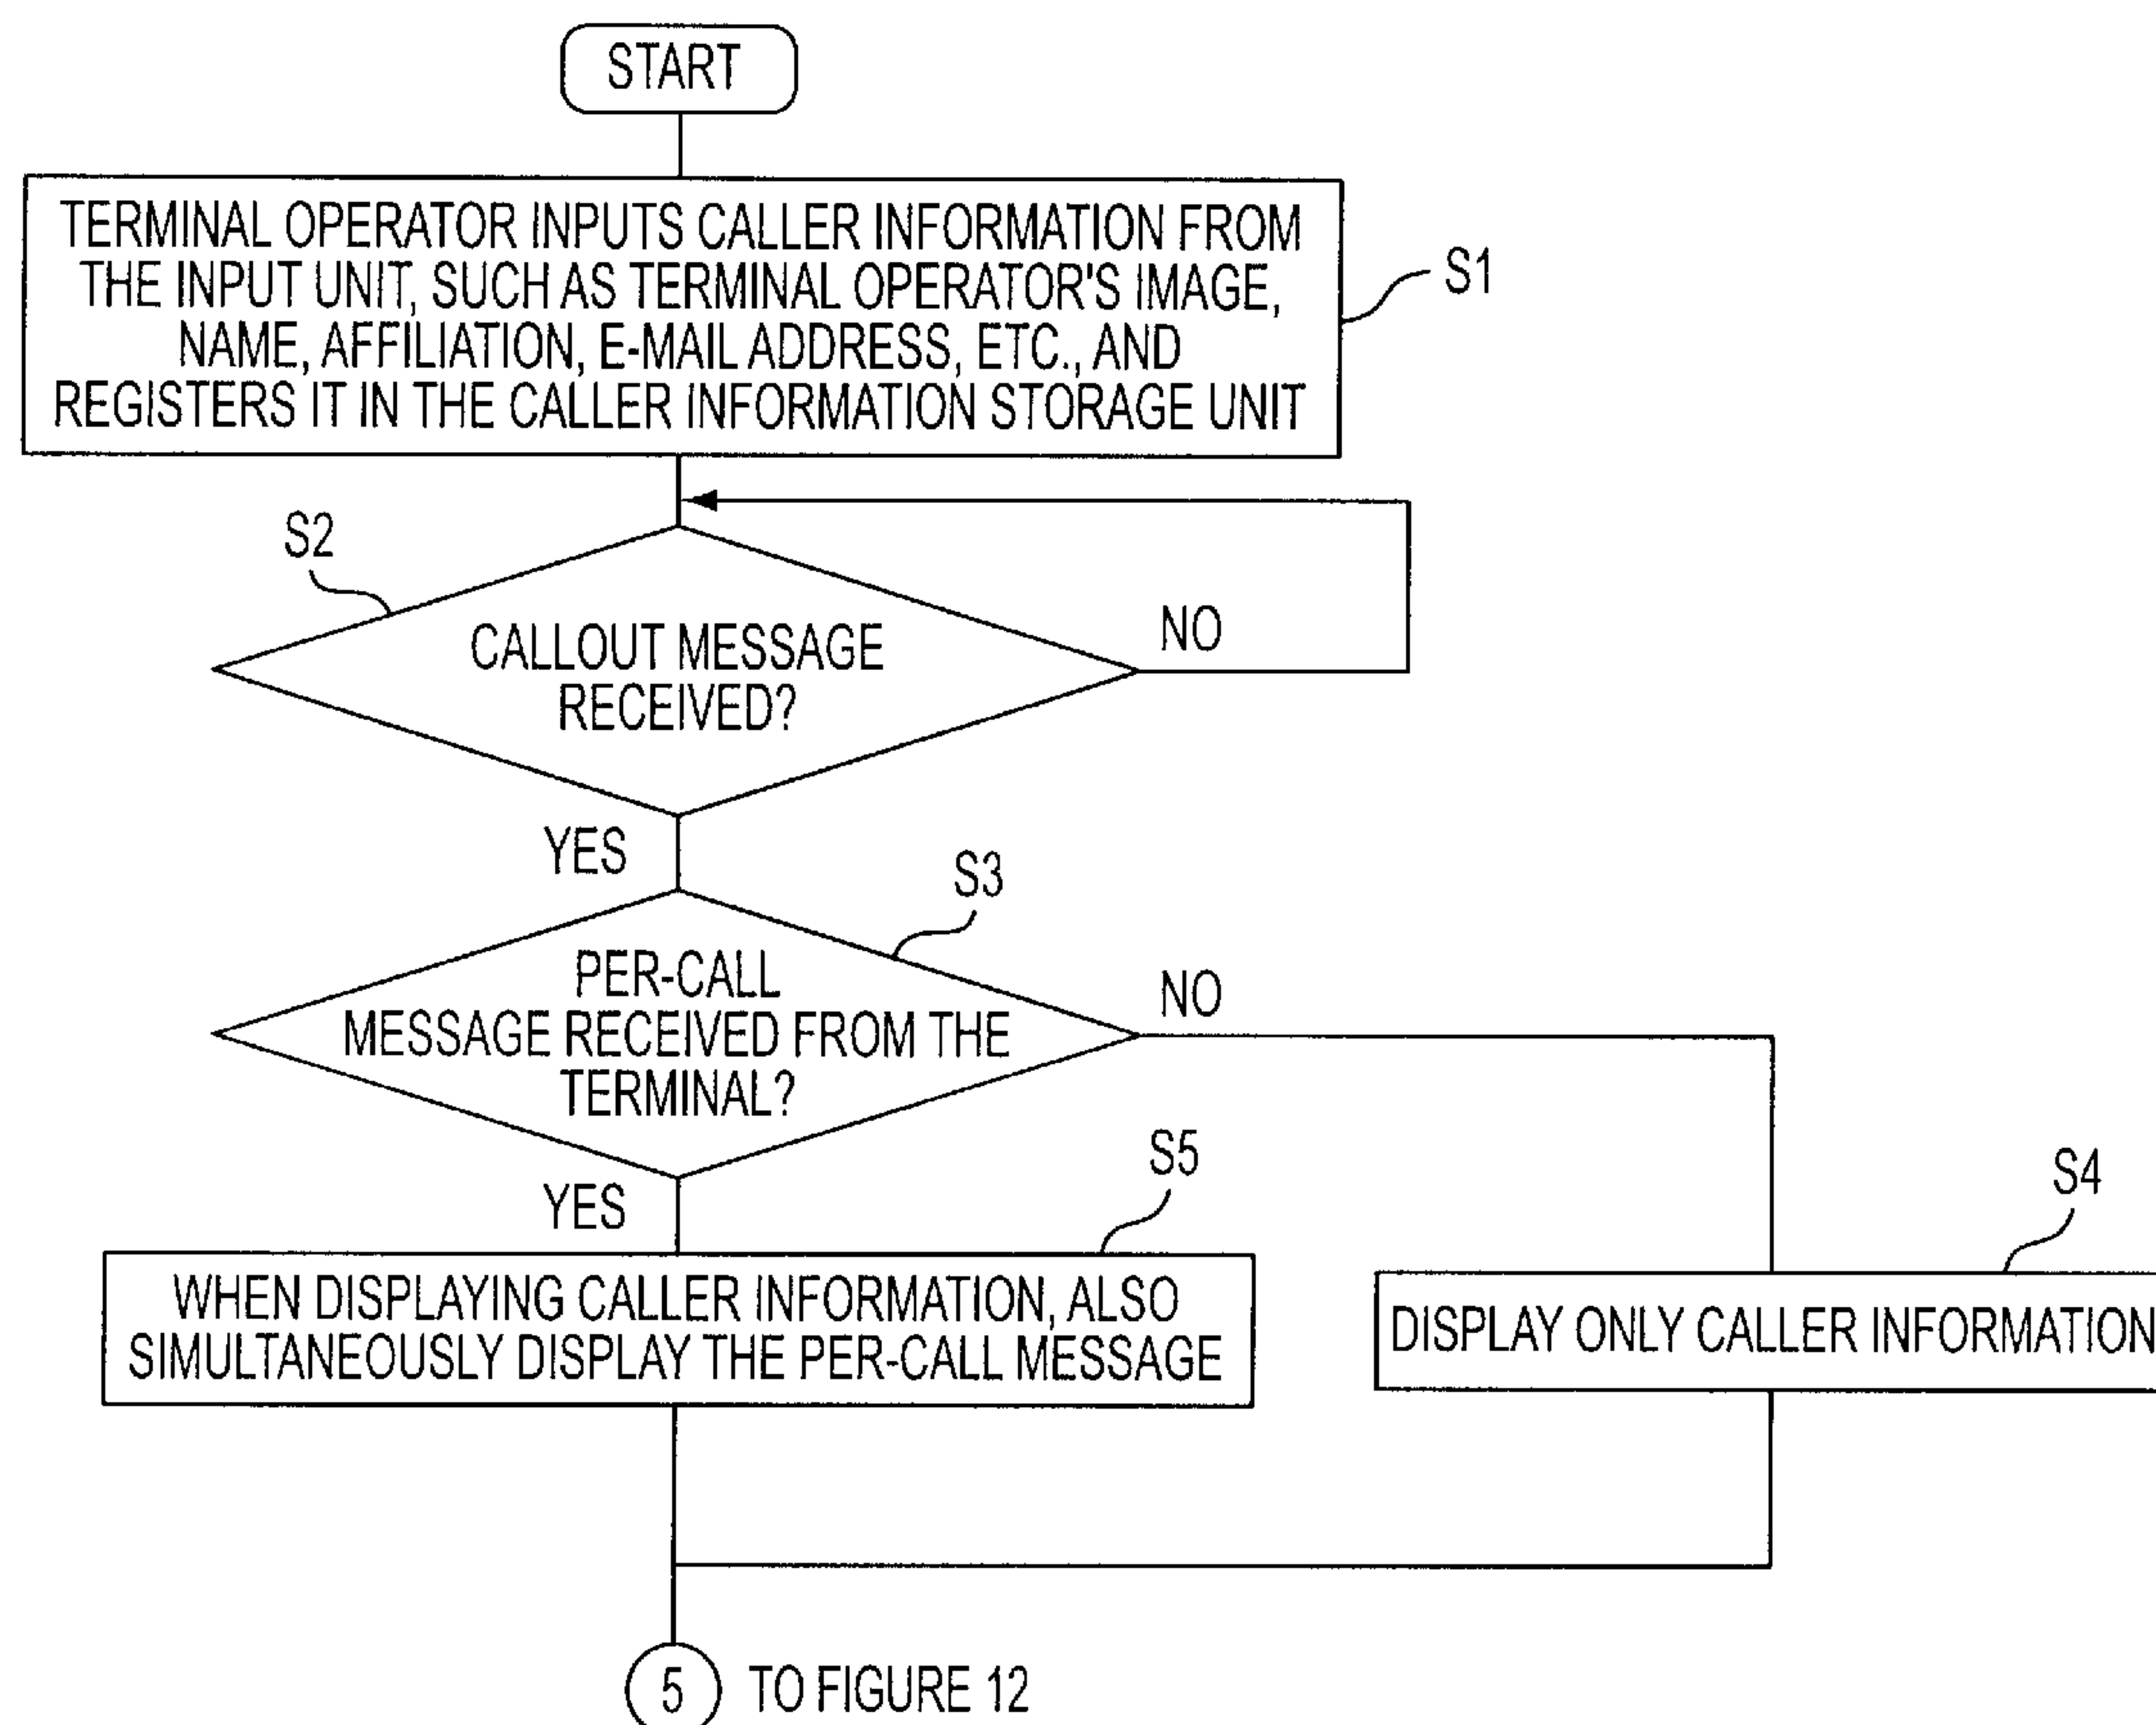 START
TERMINAL OPERATOR INPUTS CALLER INFORMATION FROM
THE INPUT UNIT, SUCH AS TERMINAL OPERATOR'S IMAGE,
NAME, AFFILIATION, E-MAIL ADDRESS, ETC., AND
REGISTERS IT IN THE CALLER INFORMATION STORAGE UNIT
S1
S2
CALLOUT MESSAGE
RECEIVED?
NO
YES
S3
PER-CALL
MESSAGE RECEIVED FROM THE
TERMINAL?
NO
YES
S5
WHEN DISPLAYING CALLER INFORMATION, ALSO
SIMULTANEOUSLY DISPLAY THE PER-CALL MESSAGE
S4
DISPLAY ONLY CALLER INFORMATION
5 TO FIGURE 12